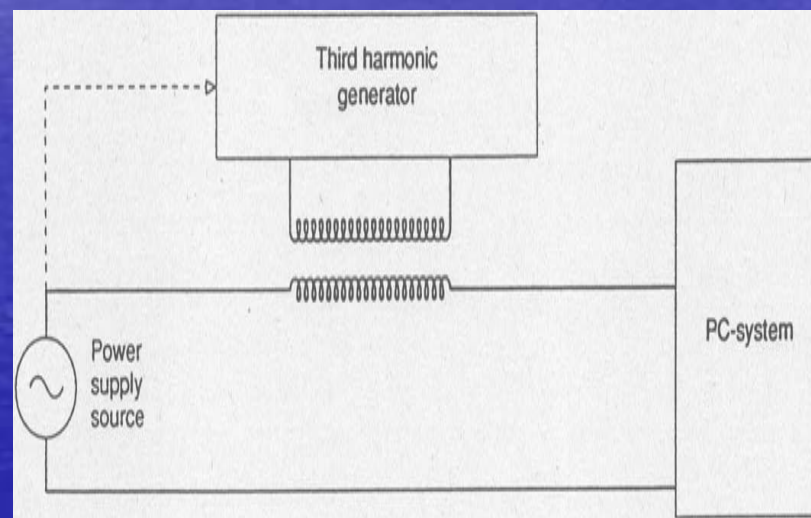 Third harmonic
generator
Power
supply
source
PC-system